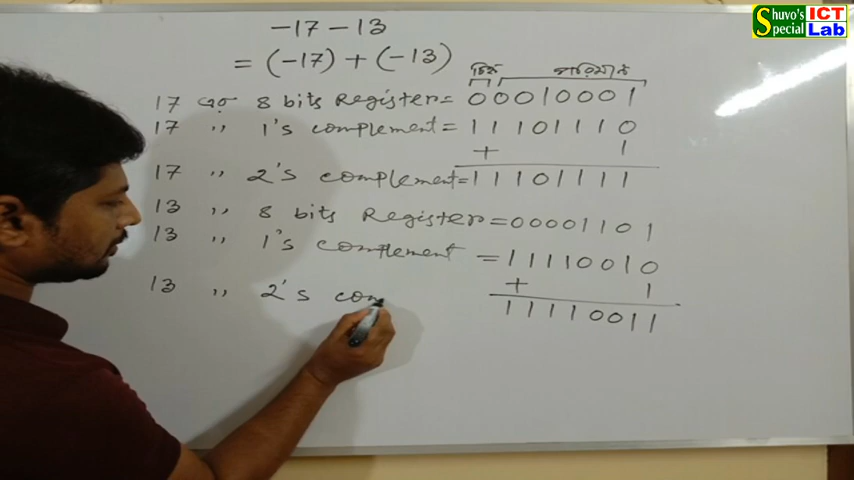 Shuvo's Special ICT Lab
-17-13
= (-17) + (-13)
চিহ্ন পরিমান
17 এর 8 bits Register = 00010001
17 ,, 1's complement = 11101110
+ 1
17 ,, 2's complement = 11101111
13 ,, 8 bits Register = 00001101
13 ,, 1's complement = 11110010
+ 1
13 ,, 2's com
11110011